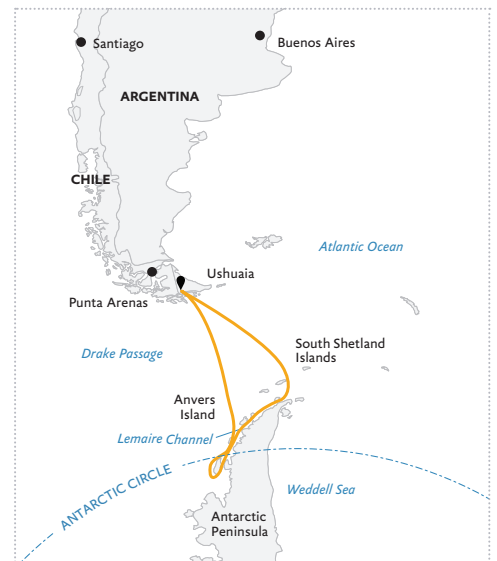 Santiago
Buenos Aires
ARGENTINA
CHILE
Atlantic Ocean
Ushuaia
Punta Arenas
South Shetland
Islands
Drake Passage
Anvers
Island
Lemaire Channel
ANTARCTIC CIRCLE
Weddell Sea
Antarctic
Peninsula